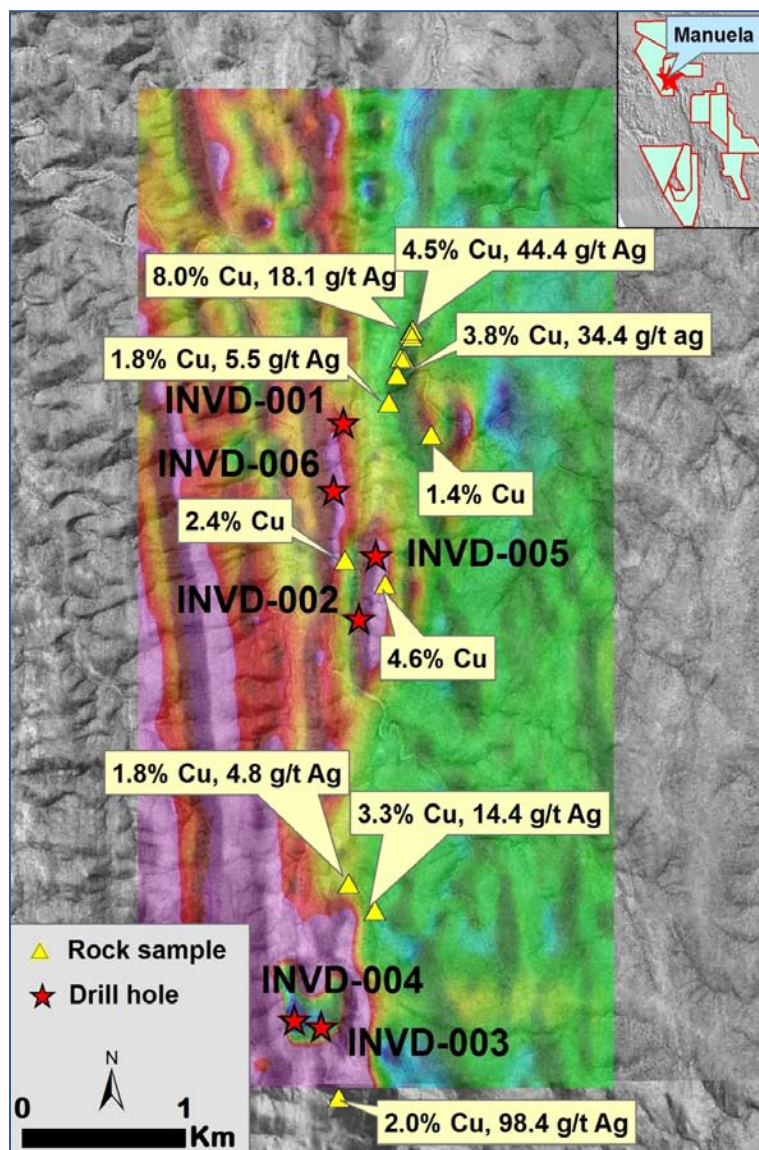 Manuela
4.5% Cu, 44.4 g/t Ag
8.0% Cu, 18.1 g/t Ag
3.8% Cu, 34.4 g/t ag
1.8% Cu, 5.5 g/t Ag
INVD-001
INVD-006
1.4% Cu
2.4% Cu
INVD-005
INVD-002
4.6% Cu
1.8% Cu, 4.8 g/t Ag
3.3% Cu, 14.4 g/t Ag
Rock sample
Drill hole
INVD-004
INVD-003
N
0 1
Km
2.0% Cu, 98.4 g/t Ag